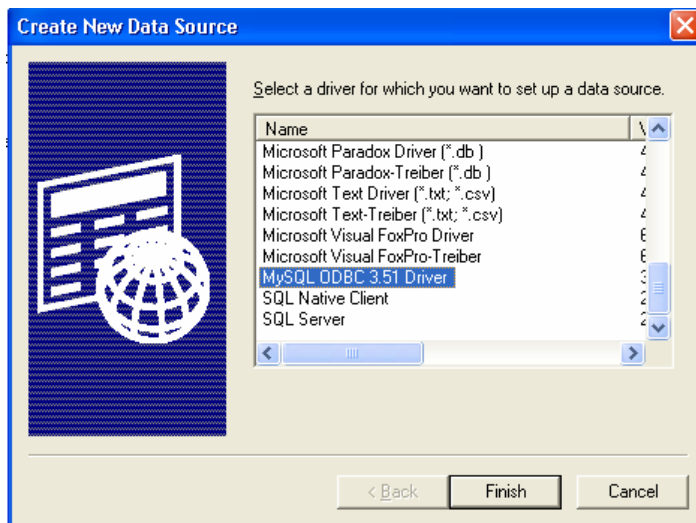 Create New Data Source
Select a driver for which you want to set up a data source.
Name
Microsoft Paradox Driver (*.db )
Microsoft Paradox-Treiber (*.db )
Microsoft Text Driver (*.txt; *.csv)
Microsoft Text-Treiber (*.txt; *.csv)
Microsoft Visual FoxPro Driver
Microsoft Visual FoxPro-Treiber
MySQL ODBC 3.51 Driver
SQL Native Client
SQL Server
< Back Finish Cancel